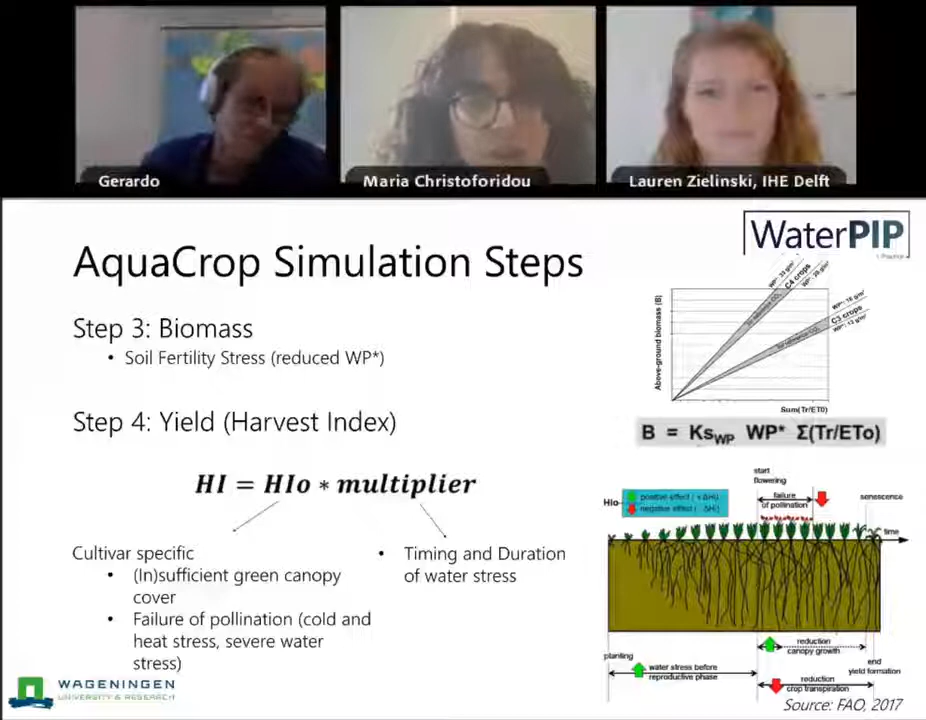 Gerardo
Maria Christoforidou
Lauren Zielinski, IHE Delft
WaterPIP
AquaCrop Simulation Steps
Step 3: Biomass
• Soil Fertility Stress (reduced WP*)
Step 4: Yield (Harvest Index)
HI = HIo * multiplier
Cultivar specific
• (In)sufficient green canopy
cover
• Failure of pollination (cold and
heat stress, severe water
stress)
• Timing and Duration
of water stress
WAGENINGEN
UNIVERSITY & RESEARCH
Above-ground biomass (B)
C4 crops
C3 crops
Sum(Tr/ET0)
B = KsWP WP* Σ(Tr/ETo)
start
flowering
HIo
positive effect ( + ΔHI)
negative effect ( - ΔHI)
failure
of pollination
senescence
time
planting
water stress before
reproductive phase
reduction
canopy growth
end
yield formation
reduction
crop transpiration
Source: FAO, 2017